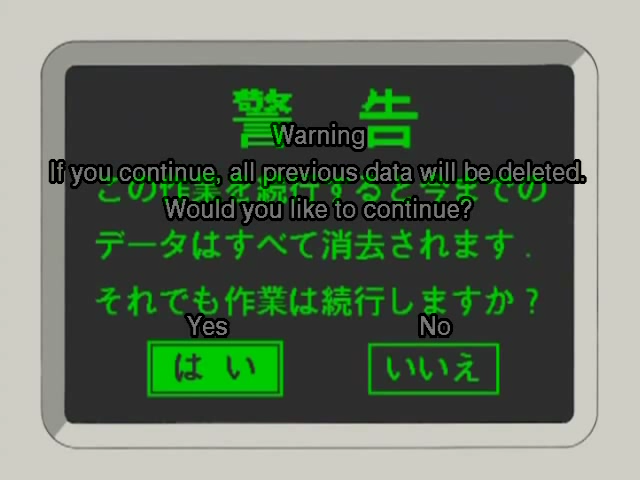 警 告
Warning
If you continue, all previous data will be deleted.
この作業を続行すると今までの
Would you like to continue?
データはすべて消去されます.
それでも作業は続行しますか?
Yes No
はい いいえ